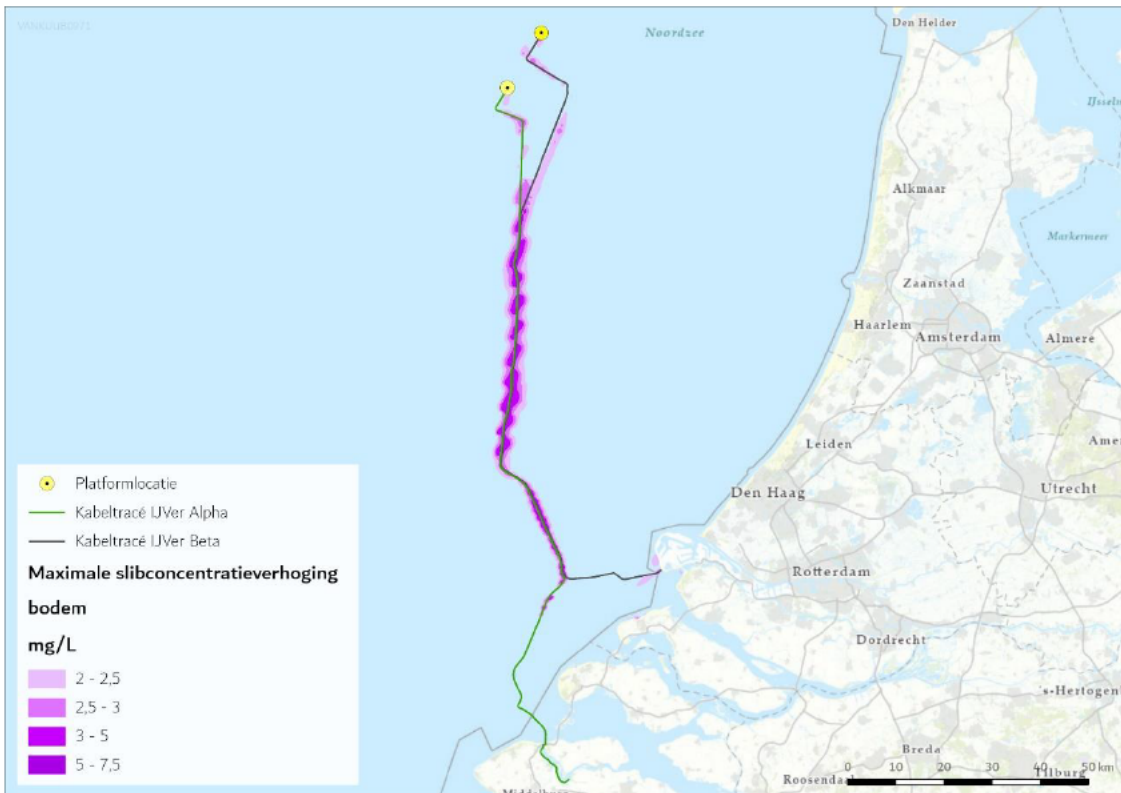 Den Helder
Noordzee
Alkmaar
Markermeer
Zaanstad
Haarlem
Amsterdam
Almere
Leiden
Den Haag
Utrecht
Rotterdam
Dordrecht
's-Hertogen
Breda
Tilburg
Roosendaal
0 10 20 30 40 50 km
Platformlocatie
Kabeltracé IJVer Alpha
Kabeltracé IJVer Beta
Maximale slibconcentratieverhoging
bodem
mg/L
2 - 2,5
2,5 - 3
3 - 5
5 - 7,5